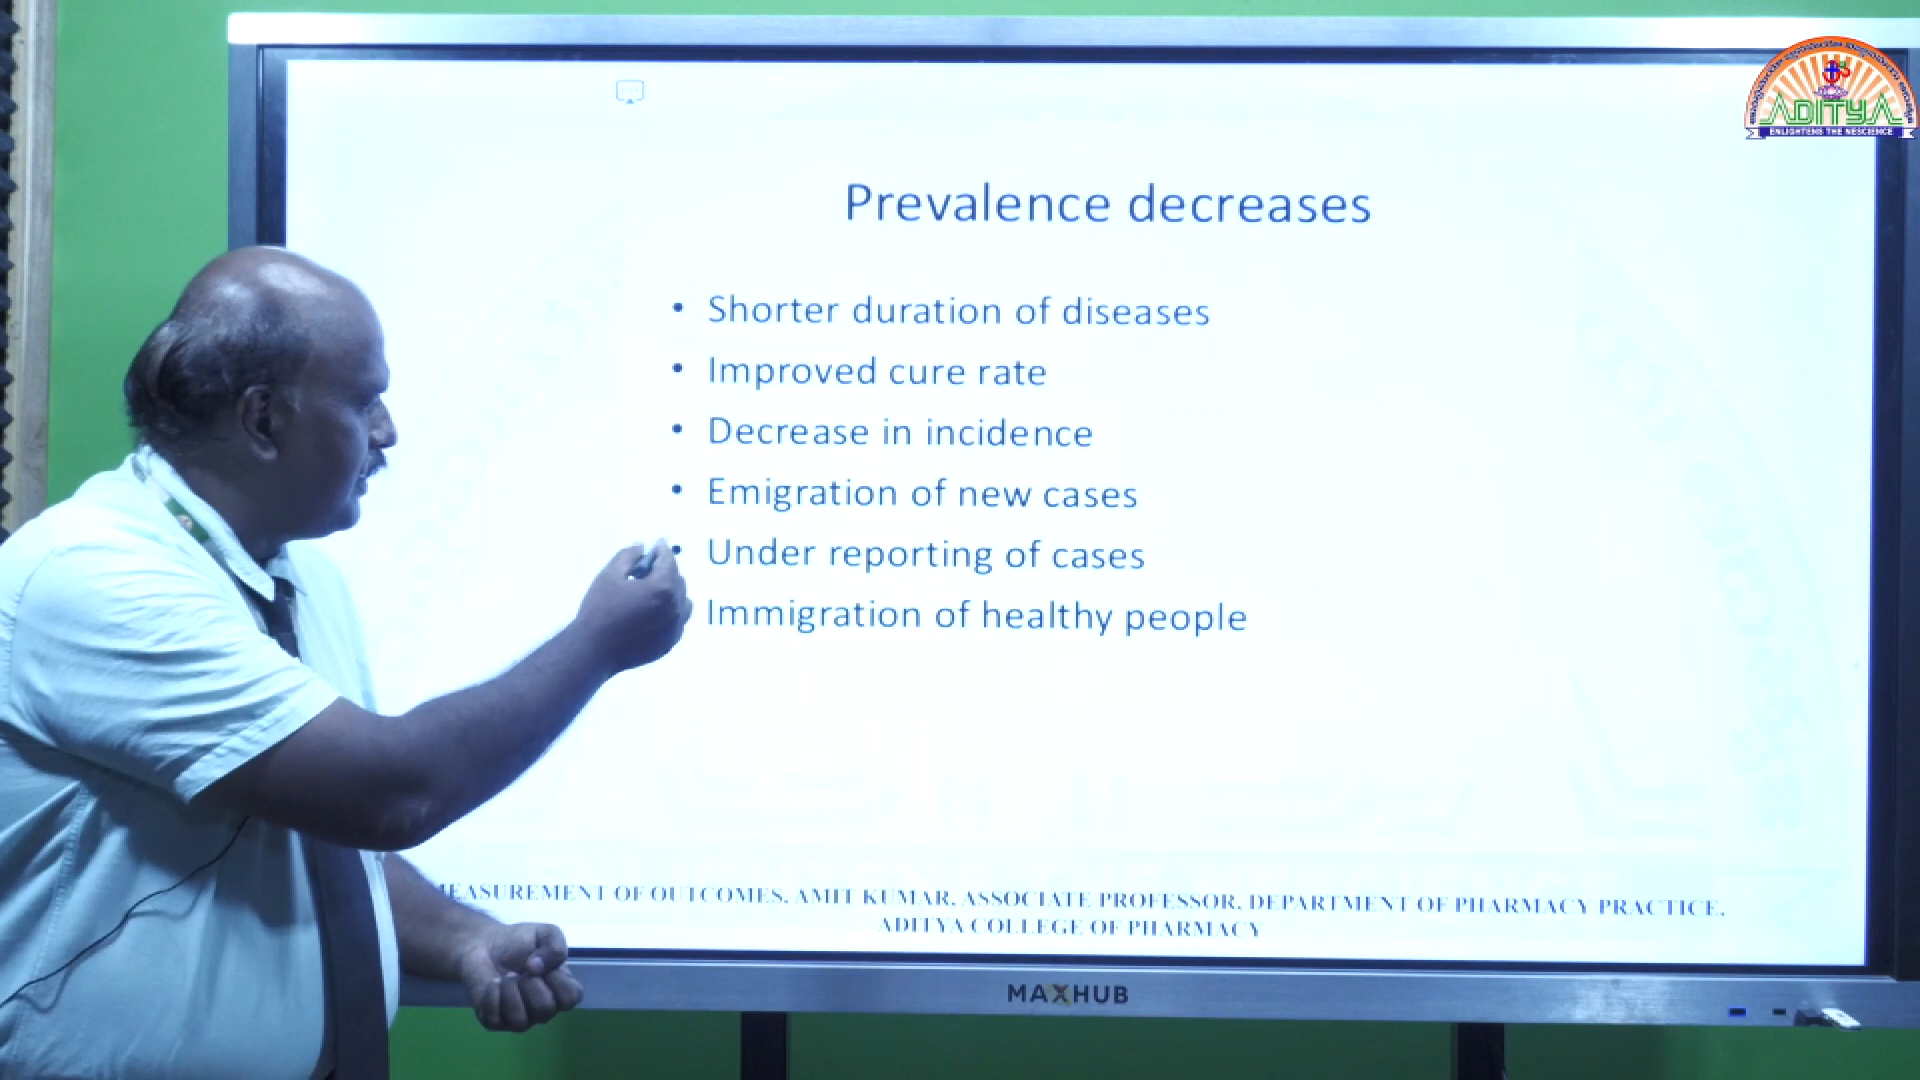 ADITYA
ENLIGHTENS THE NESCIENCE
Prevalence decreases
• Shorter duration of diseases
• Improved cure rate
• Decrease in incidence
• Emigration of new cases
• Under reporting of cases
Immigration of healthy people
MEASUREMENT OF OUTCOMES, AMIT KUMAR, ASSOCIATE PROFESSOR, DEPARTMENT OF PHARMACY PRACTICE,
ADITYA COLLEGE OF PHARMACY
MAXHUB